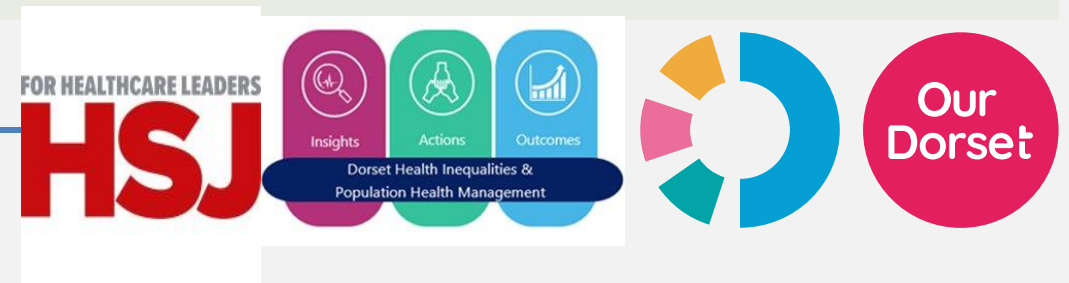 FOR HEALTHCARE LEADERS
HSJ
Insights
Actions
Outcomes
Dorset Health Inequalities &
Population Health Management
Our
Dorset